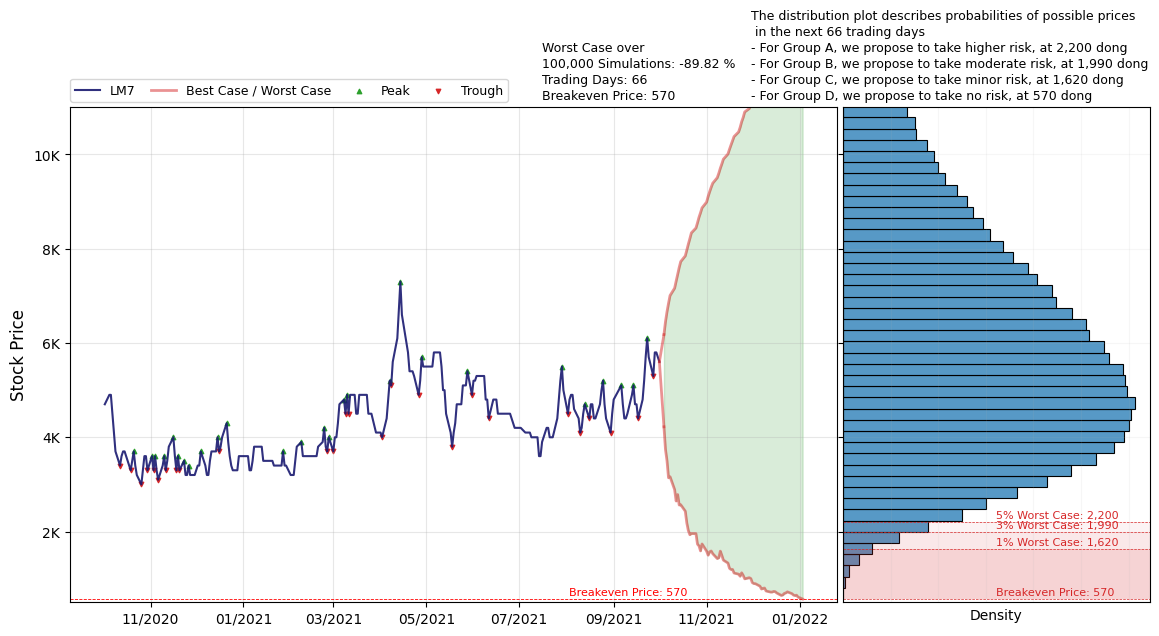 The distribution plot describes probabilities of possible prices
in the next 66 trading days
- For Group A, we propose to take higher risk, at 2,200 dong
- For Group B, we propose to take moderate risk, at 1,990 dong
- For Group C, we propose to take minor risk, at 1,620 dong
- For Group D, we propose to take no risk, at 570 dong
Worst Case over
100,000 Simulations: -89.82 %
Trading Days: 66
Breakeven Price: 570
LM7
Best Case / Worst Case
Peak
Trough
Stock Price
10K
8K
6K
4K
2K
Breakeven Price: 570
11/2020
01/2021
03/2021
05/2021
07/2021
09/2021
11/2021
01/2022
5% Worst Case: 2,200
3% Worst Case: 1,990
1% Worst Case: 1,620
Breakeven Price: 570
Density